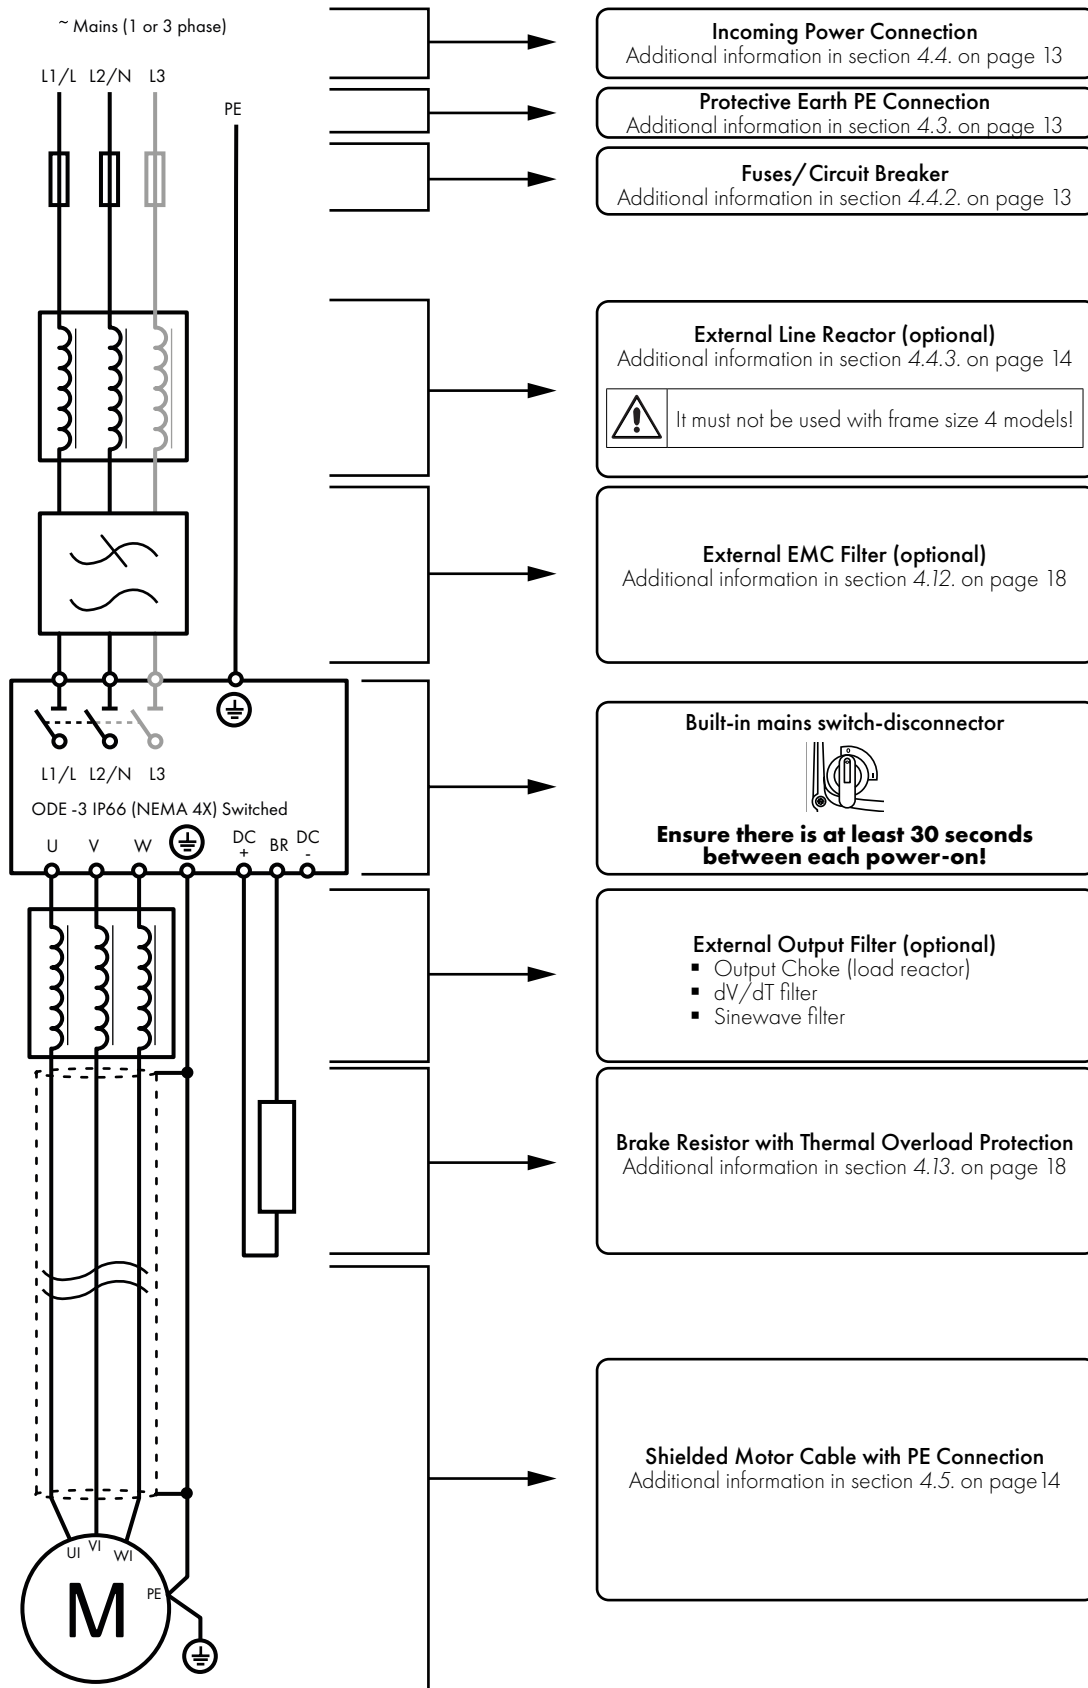 ~ Mains (1 or 3 phase)
L1/L L2/N L3
PE
Incoming Power Connection
Additional information in section 4.4. on page 13
Protective Earth PE Connection
Additional information in section 4.3. on page 13
Fuses/Circuit Breaker
Additional information in section 4.4.2. on page 13
External Line Reactor (optional)
Additional information in section 4.4.3. on page 14
It must not be used with frame size 4 models!
External EMC Filter (optional)
Additional information in section 4.12. on page 18
L1/L L2/N L3
ODE -3 IP66 (NEMA 4X) Switched
U V W DC + BR DC -
Built-in mains switch-disconnector
Ensure there is at least 30 seconds
between each power-on!
External Output Filter (optional)
▪ Output Choke (load reactor)
▪ dV/dT filter
▪ Sinewave filter
Brake Resistor with Thermal Overload Protection
Additional information in section 4.13. on page 18
Shielded Motor Cable with PE Connection
Additional information in section 4.5. on page14
UI VI WI
PE
M